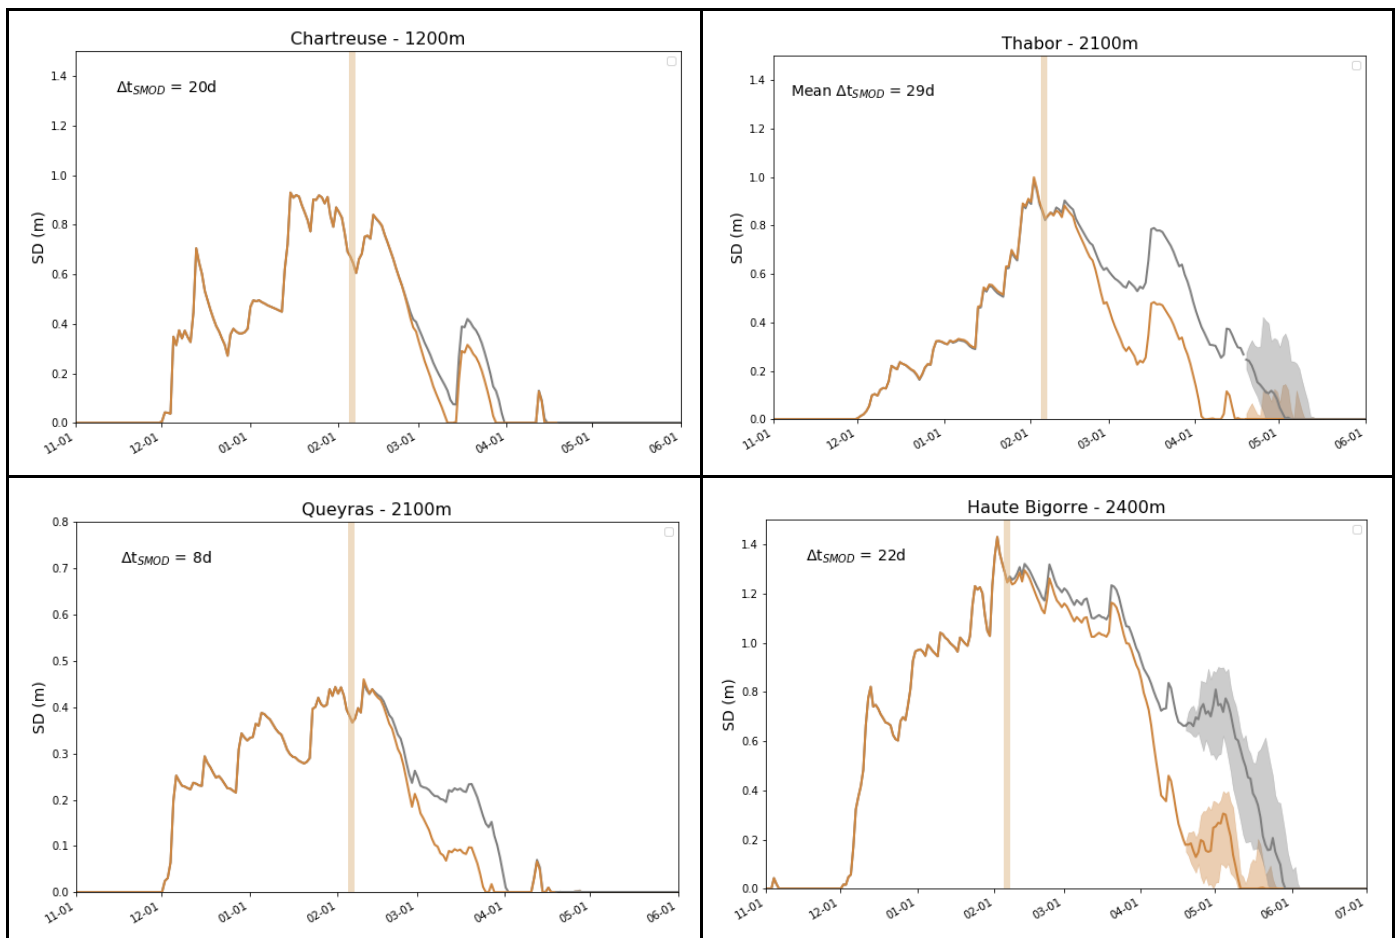 Chartreuse - 1200m
Δt_SMOD = 20d
SD (m)
1.4
1.2
1.0
0.8
0.6
0.4
0.2
0.0
11-01 12-01 01-01 02-01 03-01 04-01 05-01 06-01
Thabor - 2100m
Mean Δt_SMOD = 29d
SD (m)
1.4
1.2
1.0
0.8
0.6
0.4
0.2
0.0
11-01 12-01 01-01 02-01 03-01 04-01 05-01 06-01
Queyras - 2100m
Δt_SMOD = 8d
SD (m)
0.8
0.7
0.6
0.5
0.4
0.3
0.2
0.1
0.0
11-01 12-01 01-01 02-01 03-01 04-01 05-01 06-01
Haute Bigorre - 2400m
Δt_SMOD = 22d
SD (m)
1.4
1.2
1.0
0.8
0.6
0.4
0.2
0.0
11-01 12-01 01-01 02-01 03-01 04-01 05-01 06-01 07-01